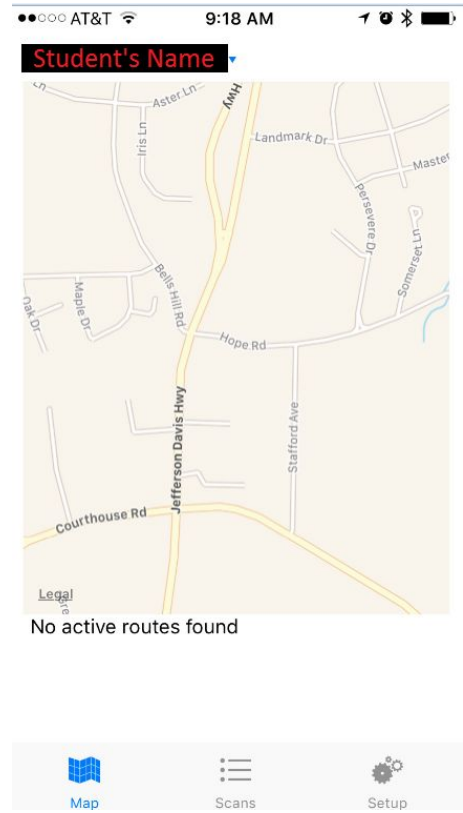 AT&T 9:18 AM
Student's Name
Ln
Aster Ln
Hwy
Iris Ln
Landmark Dr
Master
Persevere Dr
Somerset Ln
Bells Hill Rd
Oak Dr
Maple Dr
Hope Rd
Jefferson Davis Hwy
Stafford Ave
Courthouse Rd
Legal
Gre
No active routes found
Map Scans Setup